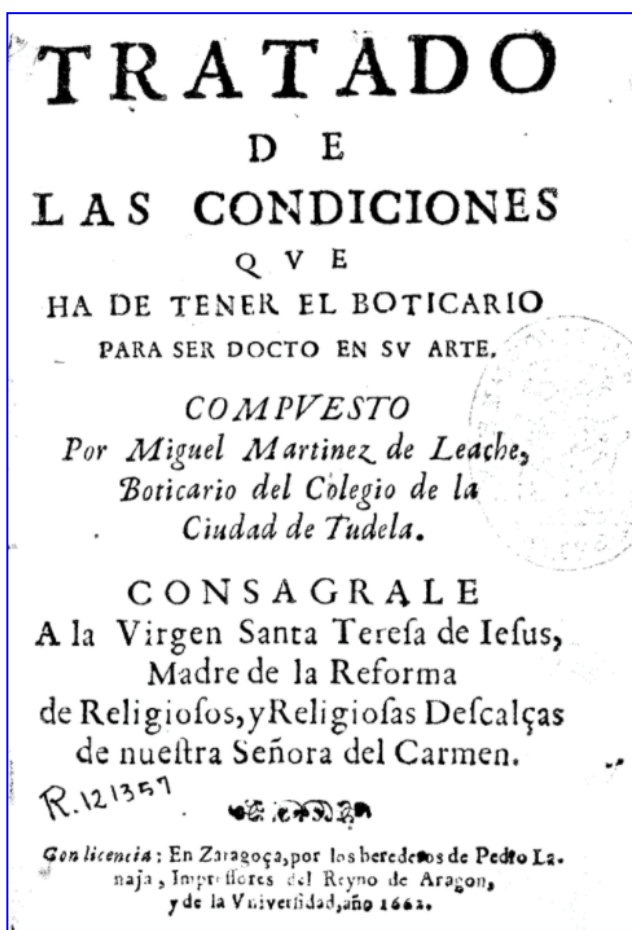 TRATADO
DE
LAS CONDICIONES
QVE
HA DE TENER EL BOTICARIO
PARA SER DOCTO EN SV ARTE.
COMPVESTO
Por Miguel Martinez de Leache,
Boticario del Colegio de la
Ciudad de Tudela.
CONSAGRALE
A la Virgen Santa Tereſa de Ieſus,
Madre de la Reforma
de Religioſos, y Religioſas Deſcalças
de nueſtra Señora del Carmen.
R.121357
Con licencia: En Zaragoça, por los herederos de Pedro La-
naja, Impreſſores del Reyno de Aragon,
y de la Vniverſidad, año 1662.